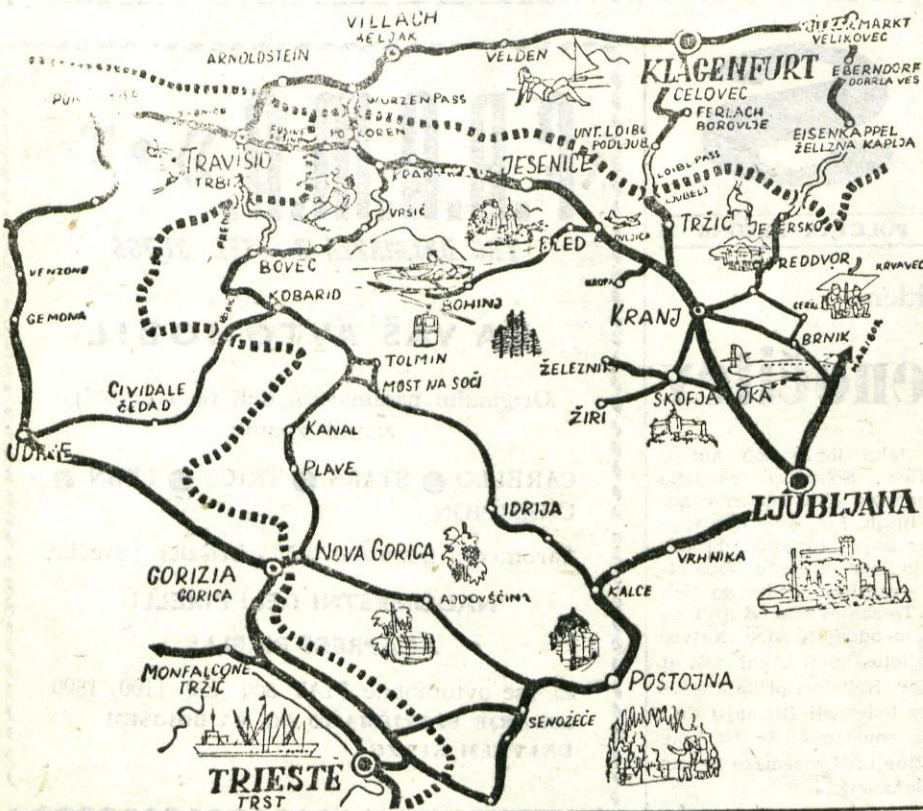 VILLACH
BELJAK
MARKT
VELIKOVEC
ARNOLDSTEIN
VELDEN
KLAGENFURT
CELOVEC
EBERNDORF
DOBRLA VES
WURZENPASS
FERLACH
BOROVLJE
UNT. LOIBL
PODLJUB
EISENKAPPEL
ŽELEZNA KAPLJA
TRAVISIO
TRBIŽ
JESENICE
LOIBL PASS
LJUBELJ
VRŠIČ
TRŽIČ
JEZERSKO
BLED
BOVEC
KRVAVEC
VENZONE
KOBARID
BOHINJ
KROPA
GEMONA
KRANJ
BRNIK
TOLMIN
ŽELEZNIKI
CIVIDALE
ČEDAD
MOST NA SOČI
ŠKOFJA LOKA
ŽIRI
KANAL
UDINE
PLAVE
LJUBLJANA
IDRIJA
NOVA GORICA
VRHNIKA
GORIZIA
GORICA
AJDOVŠČINA
KALCE
MONFALCONE
TRŽIČ
POSTOJNA
SENOŽEČE
TRIESTE
TRST